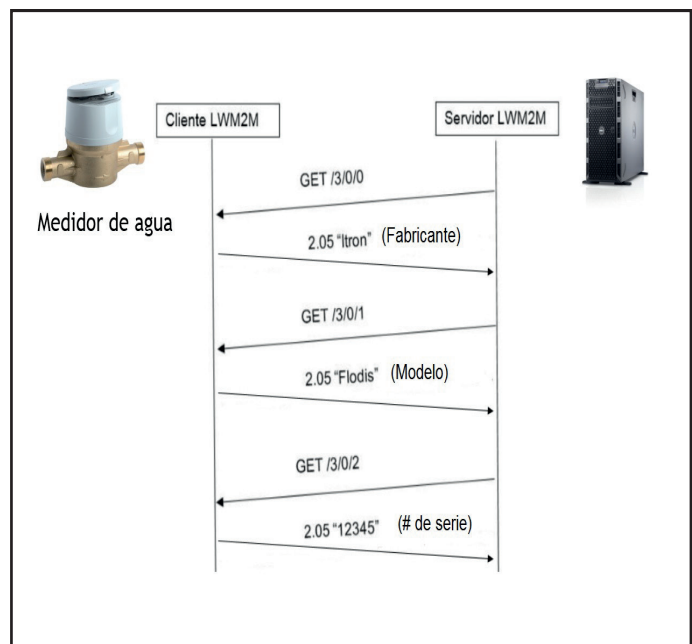 Cliente LWM2M
Servidor LWM2M
GET /3/0/0
Medidor de agua
2.05 “Itron” (Fabricante)
GET /3/0/1
2.05 “Flodis” (Modelo)
GET /3/0/2
2.05 “12345” (# de serie)